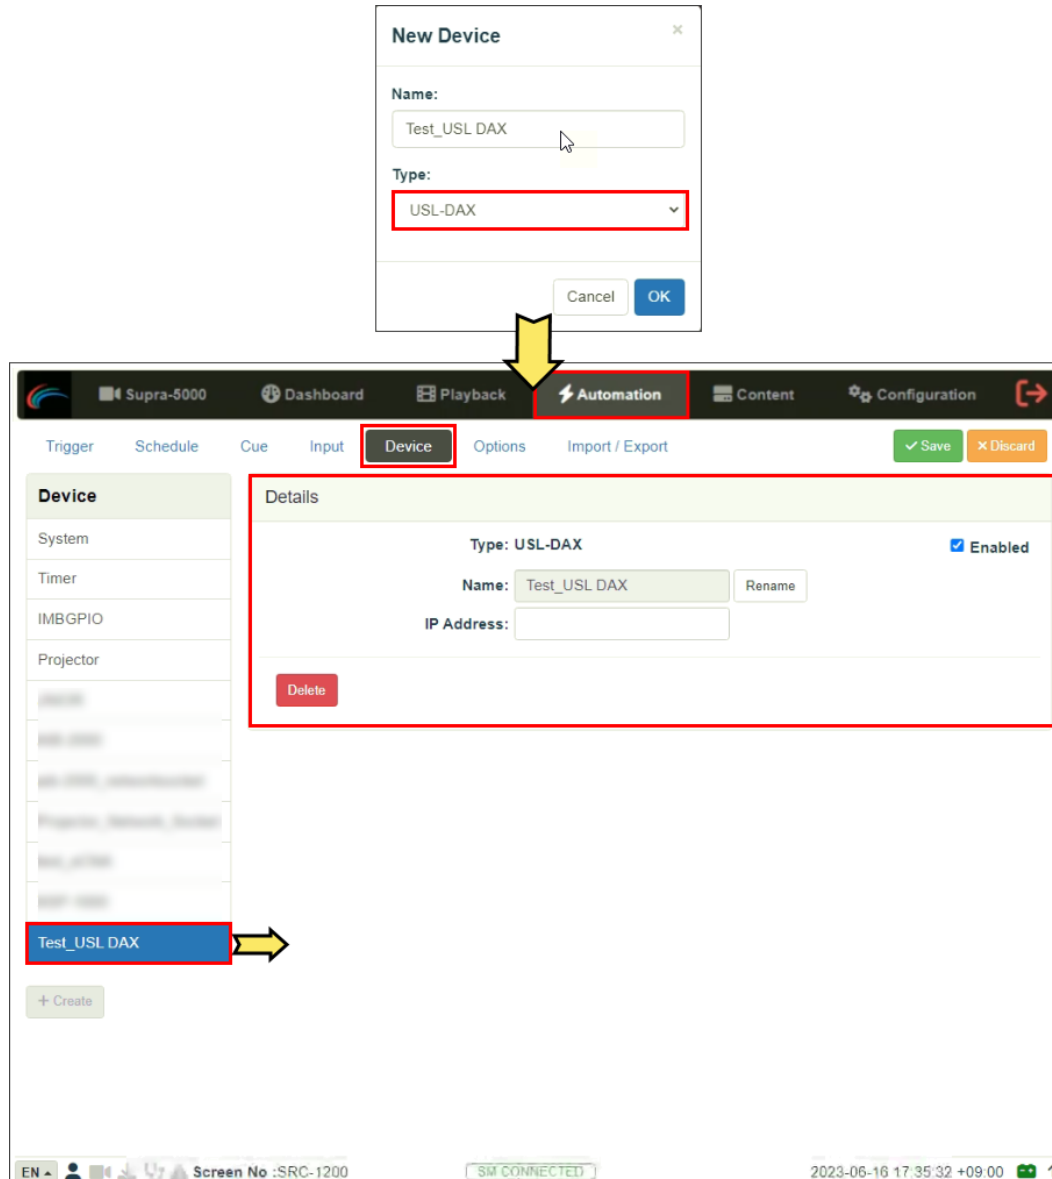 New Device ×
Name:
Test_USL DAX
Type:
USL-DAX
Cancel OK
Supra-5000 Dashboard Playback Automation Content Configuration
Trigger Schedule Cue Input Device Options Import / Export Save × Discard
Device
System
Timer
IMBGPIO
Projector
Test_USL DAX
+ Create
Details
Type: USL-DAX Enabled
Name: Test_USL DAX Rename
IP Address:
Delete
EN Screen No :SRC-1200 SM CONNECTED 2023-06-16 17:35:32 +09:00